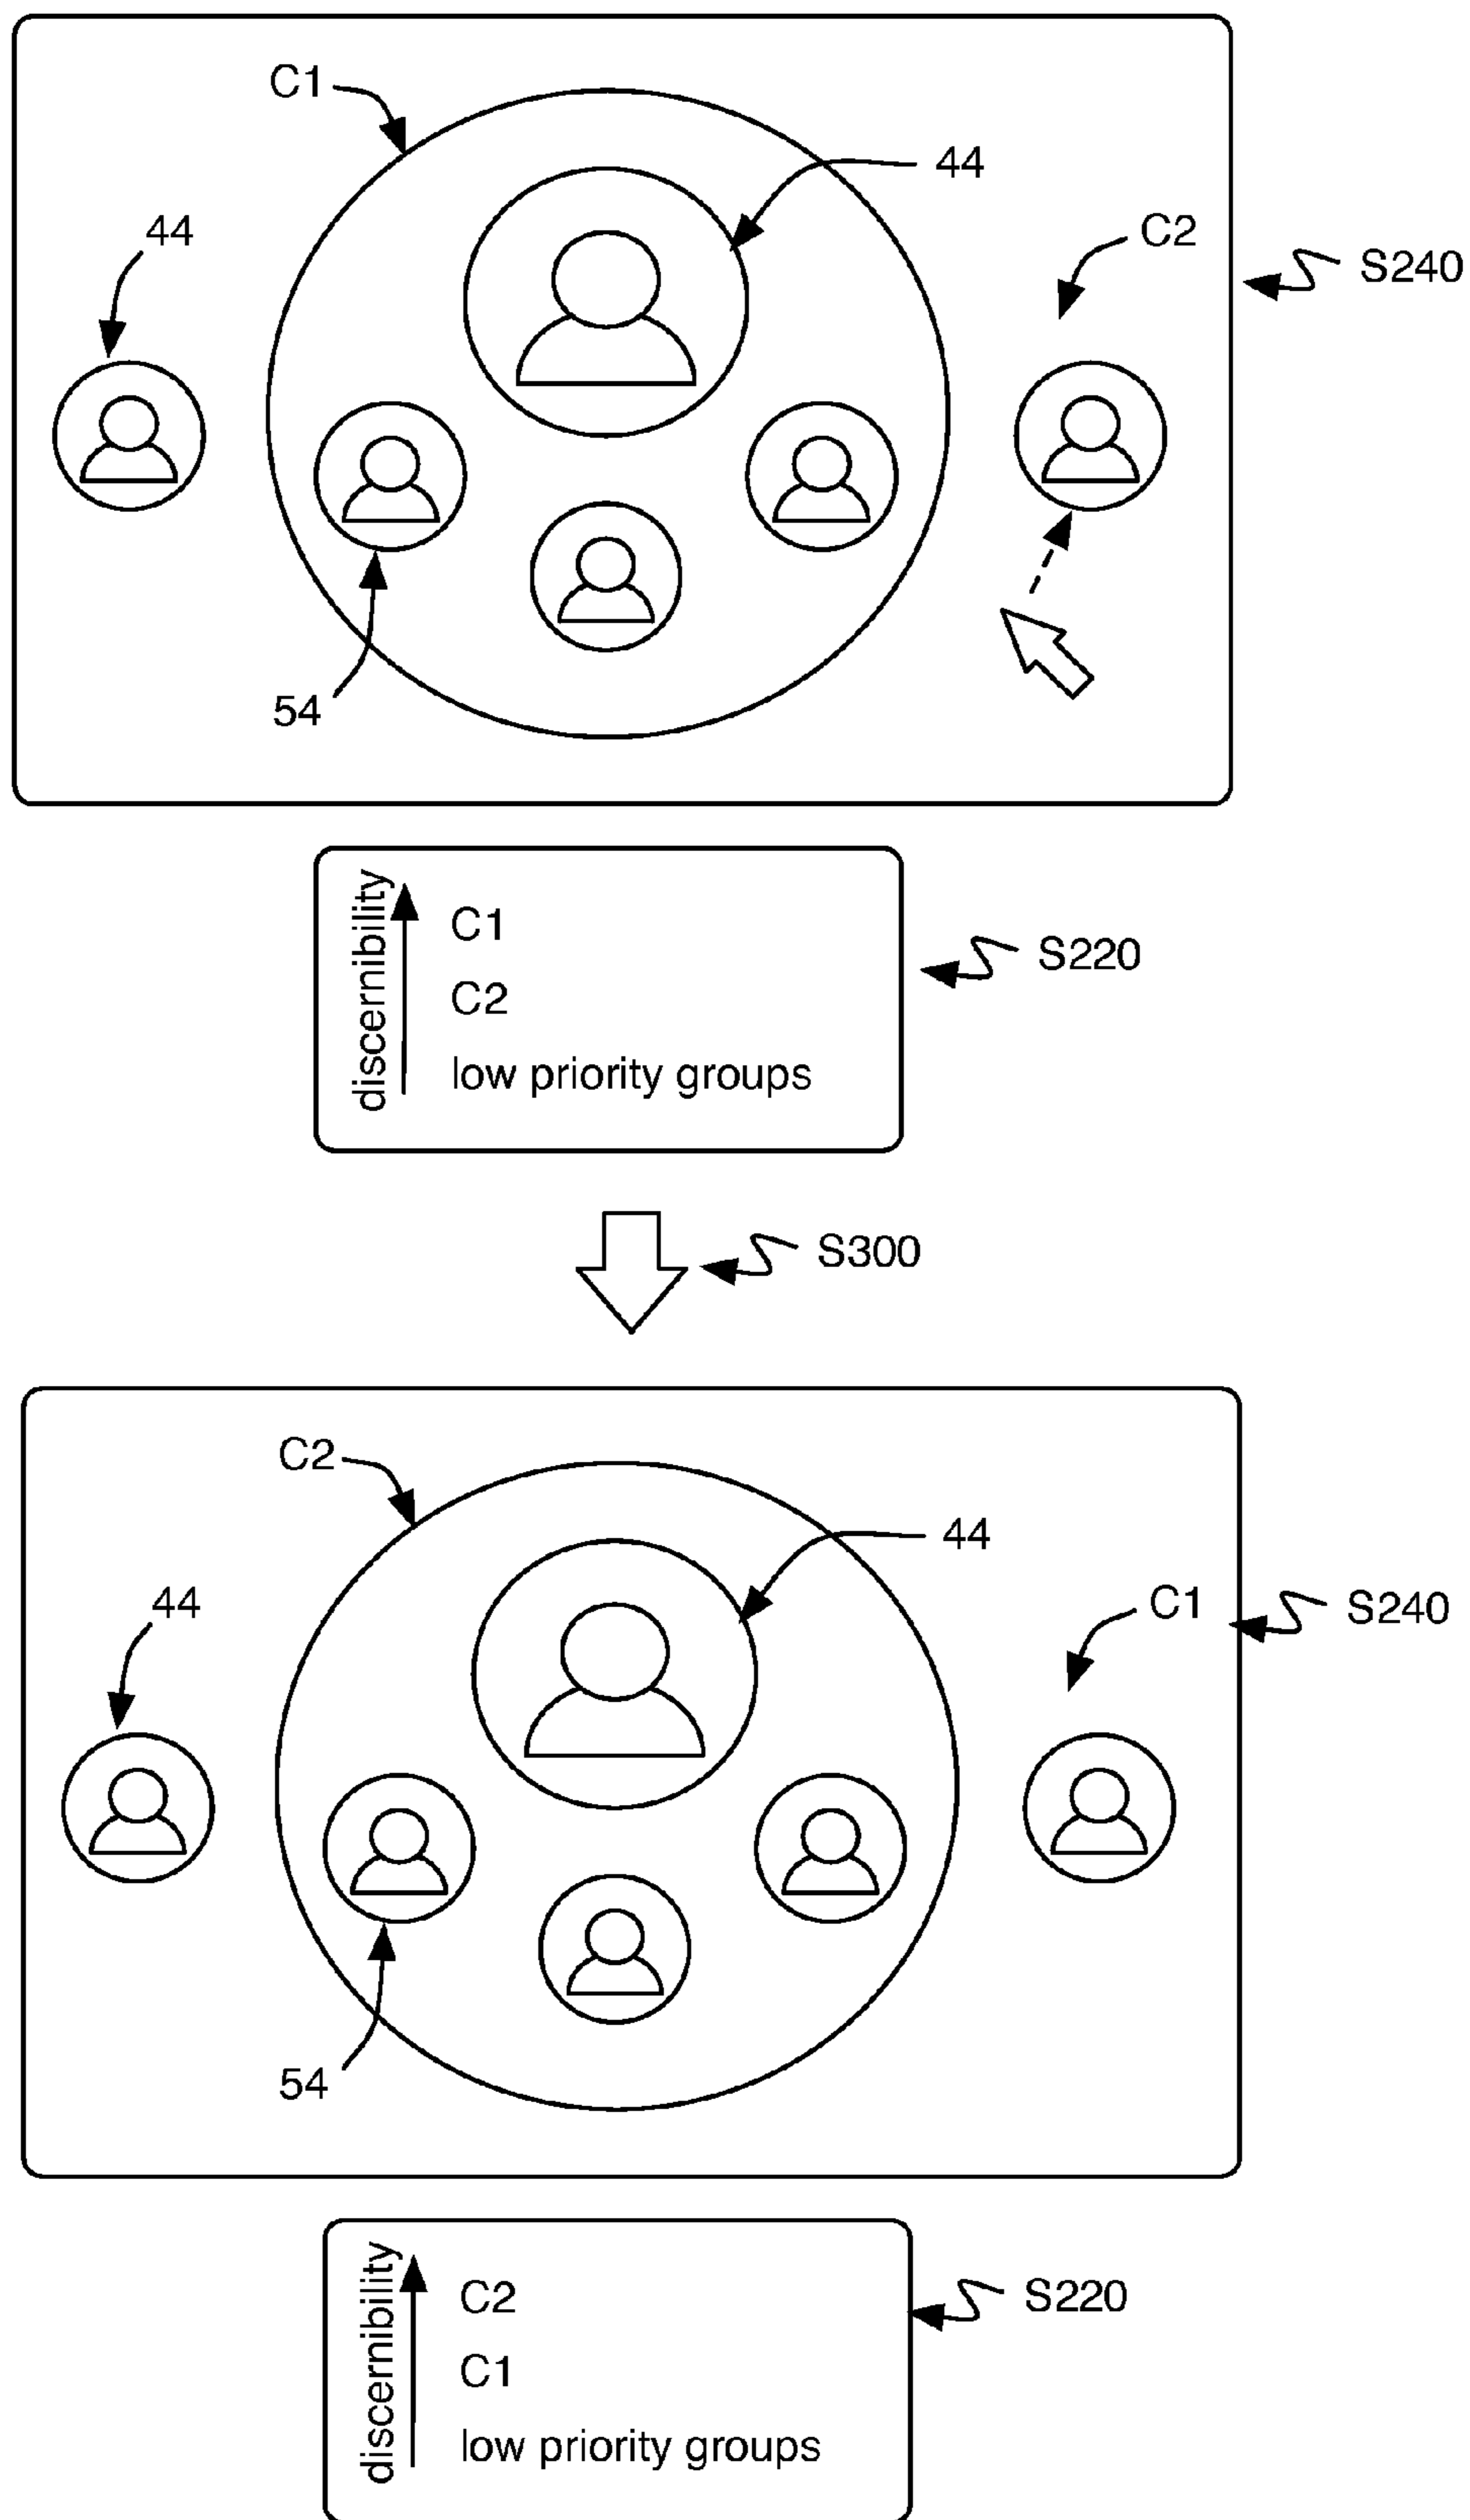 C1
44
44
C2
S240
54
discernibility
C1
C2
low priority groups
S220
S300
C2
44
44
C1
S240
54
discernibility
C2
C1
low priority groups
S220